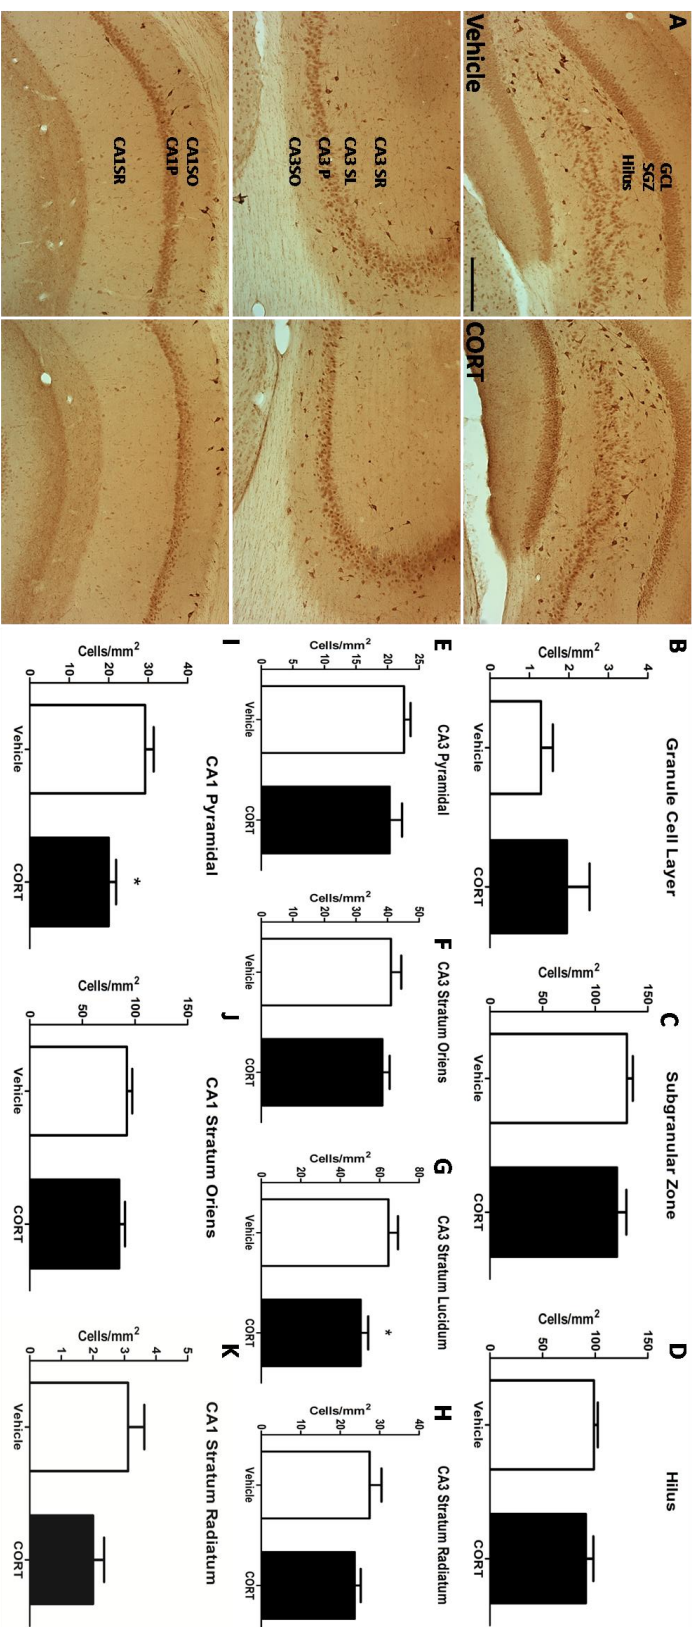 A
Vehicle
GCL
SGZ
Hilus
CORT
CA3 SR
CA3 SL
CA3 P
CA3SO
CA1SO
CA1P
CA1SR
B
Granule Cell Layer
Cells/mm2
4
3
2
1
0
Vehicle
CORT
C
Subgranular Zone
Cells/mm2
150
100
50
0
Vehicle
CORT
D
Hilus
Cells/mm2
150
100
50
0
Vehicle
CORT
E
CA3 Pyramidal
Cells/mm2
25
20
15
10
5
0
Vehicle
CORT
F
CA3 Stratum Oriens
Cells/mm2
50
40
30
20
10
0
Vehicle
CORT
G
CA3 Stratum Lucidum
Cells/mm2
80
60
40
20
0
*
Vehicle
CORT
H
CA3 Stratum Radiatum
Cells/mm2
40
30
20
10
0
Vehicle
CORT
I
CA1 Pyramidal
Cells/mm2
40
30
20
10
0
*
Vehicle
CORT
J
CA1 Stratum Oriens
Cells/mm2
150
100
50
0
Vehicle
CORT
K
CA1 Stratum Radiatum
Cells/mm2
5
4
3
2
1
0
Vehicle
CORT